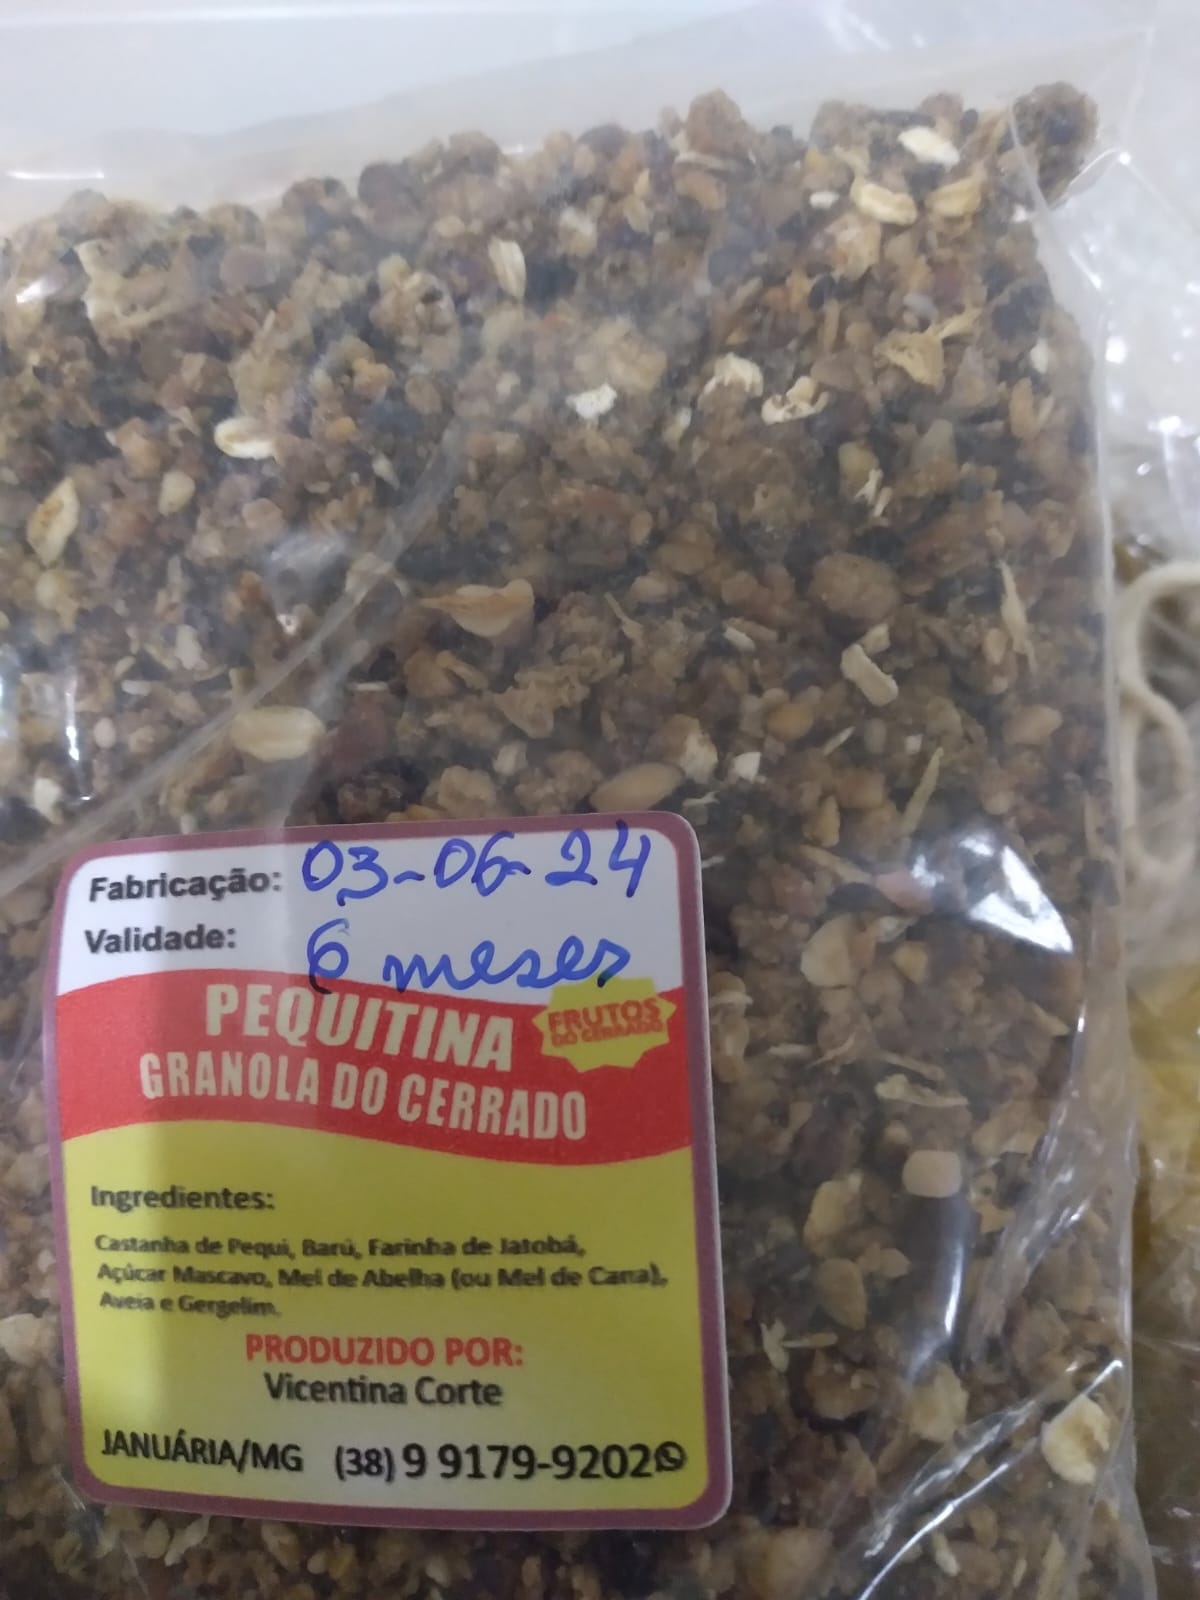 Fabricação: 03-06-24
Validade: 6 meses
PEQUITINA
FRUTOS
DO CERRADO
GRANOLA DO CERRADO
Ingredientes:
Castanha de Pequi, Barú, Farinha de Jatobá,
Açúcar Mascavo, Mel de Abelha (ou Mel de Cana),
Aveia e Gergelim.
PRODUZIDO POR:
Vicentina Corte
JANUÁRIA/MG (38) 9 9179-9202